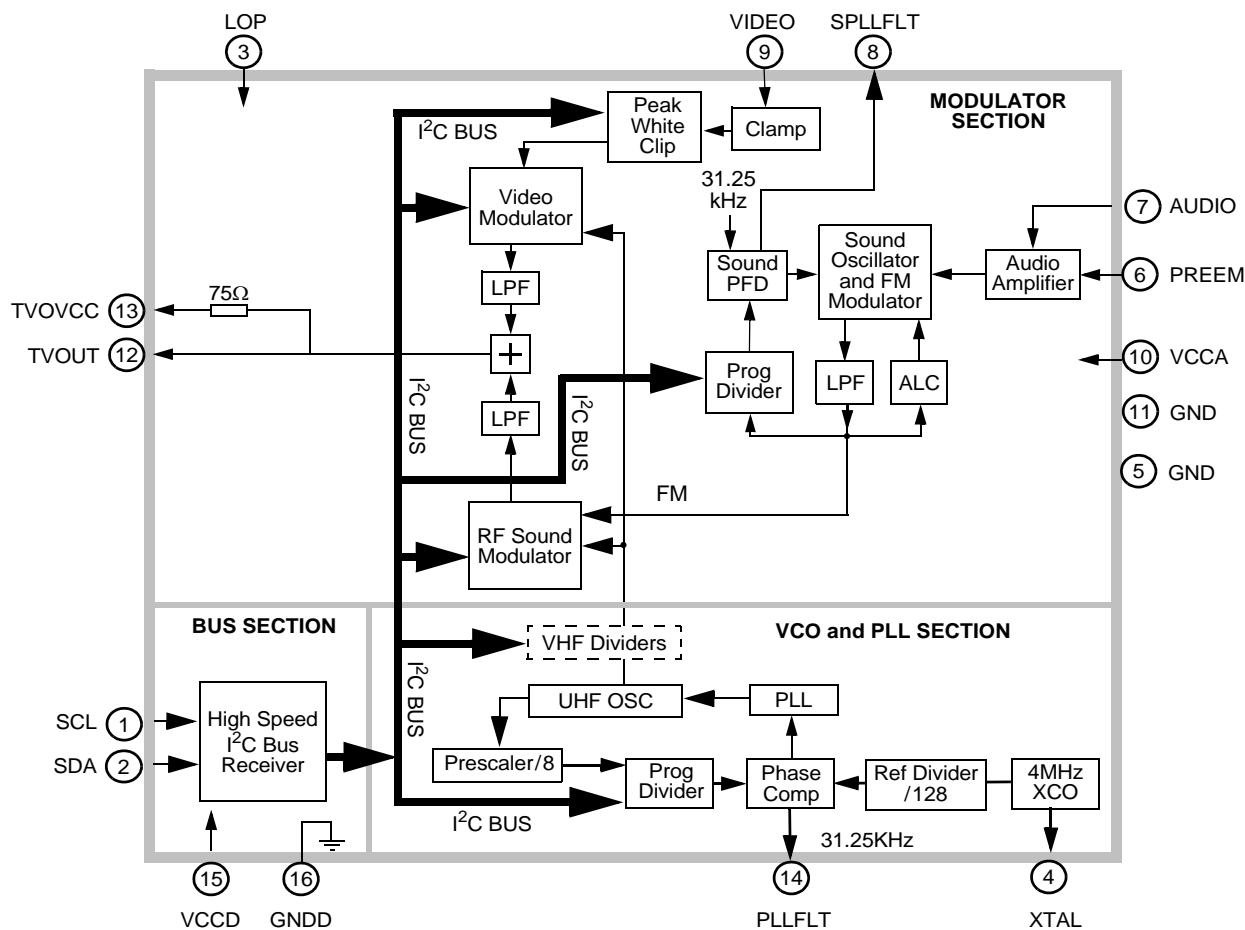 LOP
3
VIDEO
9
SPLLFLT
8
MODULATOR
SECTION
I²C BUS
Peak
White
Clip
Clamp
31.25
kHz
Video
Modulator
7
AUDIO
Sound
Oscillator
and FM
Modulator
Sound
PFD
Audio
Amplifier
6
PREEM
LPF
75Ω
TVOVCC
13
TVOUT
12
+
10
VCCA
Prog
Divider
LPF
ALC
I²C BUS
I²C BUS
LPF
11
GND
5
GND
FM
RF Sound
Modulator
BUS SECTION
VCO and PLL SECTION
VHF Dividers
I²C BUS
UHF OSC
PLL
SCL
1
SDA
2
High Speed
I²C Bus
Receiver
Prescaler/8
Prog
Divider
Phase
Comp
Ref Divider
/128
4MHz
XCO
I²C BUS
31.25KHz
15
16
14
4
VCCD
GNDD
PLLFLT
XTAL